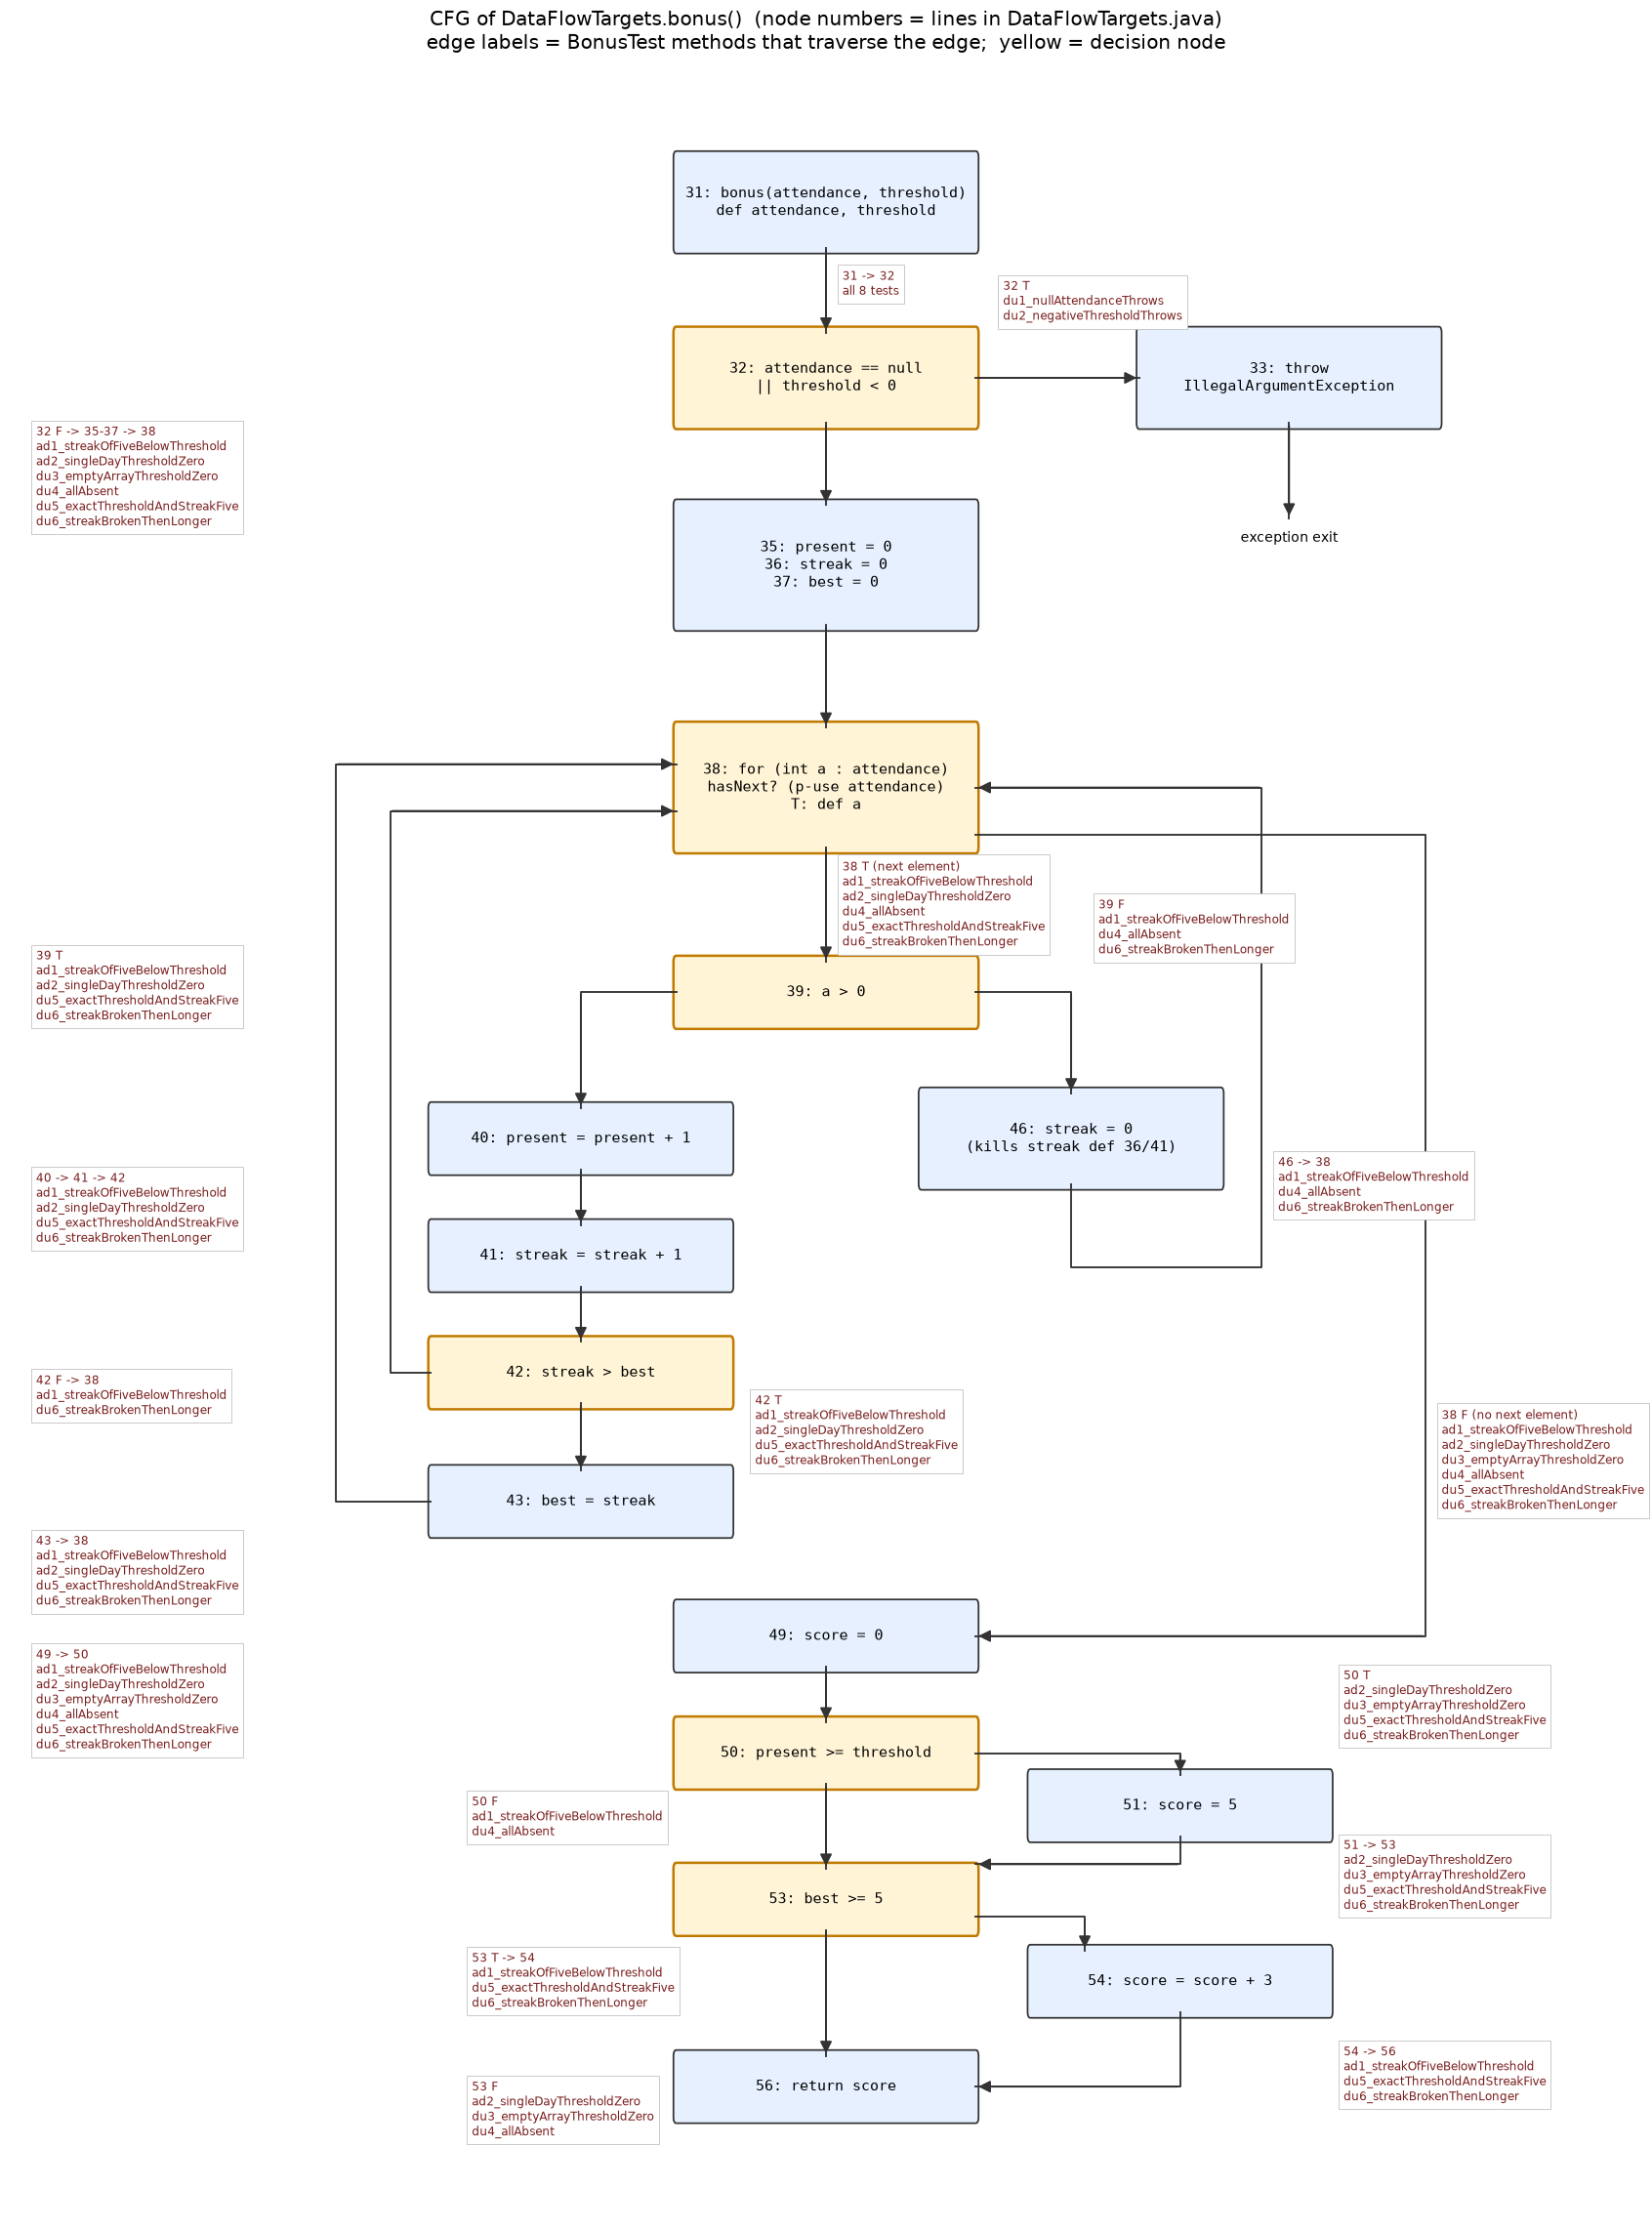 CFG of DataFlowTargets.bonus()  (node numbers = lines in DataFlowTargets.java)
edge labels = BonusTest methods that traverse the edge;  yellow = decision node
31: bonus(attendance, threshold)
def attendance, threshold
31 -> 32
all 8 tests
32 T
du1_nullAttendanceThrows
du2_negativeThresholdThrows
32: attendance == null
|| threshold < 0
33: throw
IllegalArgumentException
32 F -> 35-37 -> 38
ad1_streakOfFiveBelowThreshold
ad2_singleDayThresholdZero
du3_emptyArrayThresholdZero
du4_allAbsent
du5_exactThresholdAndStreakFive
du6_streakBrokenThenLonger
exception exit
35: present = 0
36: streak = 0
37: best = 0
38: for (int a : attendance)
hasNext? (p-use attendance)
T: def a
38 T (next element)
ad1_streakOfFiveBelowThreshold
ad2_singleDayThresholdZero
du4_allAbsent
du5_exactThresholdAndStreakFive
du6_streakBrokenThenLonger
39 F
ad1_streakOfFiveBelowThreshold
du4_allAbsent
du6_streakBrokenThenLonger
39 T
ad1_streakOfFiveBelowThreshold
ad2_singleDayThresholdZero
du5_exactThresholdAndStreakFive
du6_streakBrokenThenLonger
39: a > 0
40: present = present + 1
46: streak = 0
(kills streak def 36/41)
40 -> 41 -> 42
ad1_streakOfFiveBelowThreshold
ad2_singleDayThresholdZero
du5_exactThresholdAndStreakFive
du6_streakBrokenThenLonger
46 -> 38
ad1_streakOfFiveBelowThreshold
du4_allAbsent
du6_streakBrokenThenLonger
41: streak = streak + 1
42 F -> 38
ad1_streakOfFiveBelowThreshold
du6_streakBrokenThenLonger
42: streak > best
42 T
ad1_streakOfFiveBelowThreshold
ad2_singleDayThresholdZero
du5_exactThresholdAndStreakFive
du6_streakBrokenThenLonger
38 F (no next element)
ad1_streakOfFiveBelowThreshold
ad2_singleDayThresholdZero
du3_emptyArrayThresholdZero
du4_allAbsent
du5_exactThresholdAndStreakFive
du6_streakBrokenThenLonger
43: best = streak
43 -> 38
ad1_streakOfFiveBelowThreshold
ad2_singleDayThresholdZero
du5_exactThresholdAndStreakFive
du6_streakBrokenThenLonger
49: score = 0
49 -> 50
ad1_streakOfFiveBelowThreshold
ad2_singleDayThresholdZero
du3_emptyArrayThresholdZero
du4_allAbsent
du5_exactThresholdAndStreakFive
du6_streakBrokenThenLonger
50 T
ad2_singleDayThresholdZero
du3_emptyArrayThresholdZero
du5_exactThresholdAndStreakFive
du6_streakBrokenThenLonger
50: present >= threshold
51: score = 5
50 F
ad1_streakOfFiveBelowThreshold
du4_allAbsent
51 -> 53
ad2_singleDayThresholdZero
du3_emptyArrayThresholdZero
du5_exactThresholdAndStreakFive
du6_streakBrokenThenLonger
53: best >= 5
53 T -> 54
ad1_streakOfFiveBelowThreshold
du5_exactThresholdAndStreakFive
du6_streakBrokenThenLonger
54: score = score + 3
54 -> 56
ad1_streakOfFiveBelowThreshold
du5_exactThresholdAndStreakFive
du6_streakBrokenThenLonger
56: return score
53 F
ad2_singleDayThresholdZero
du3_emptyArrayThresholdZero
du4_allAbsent